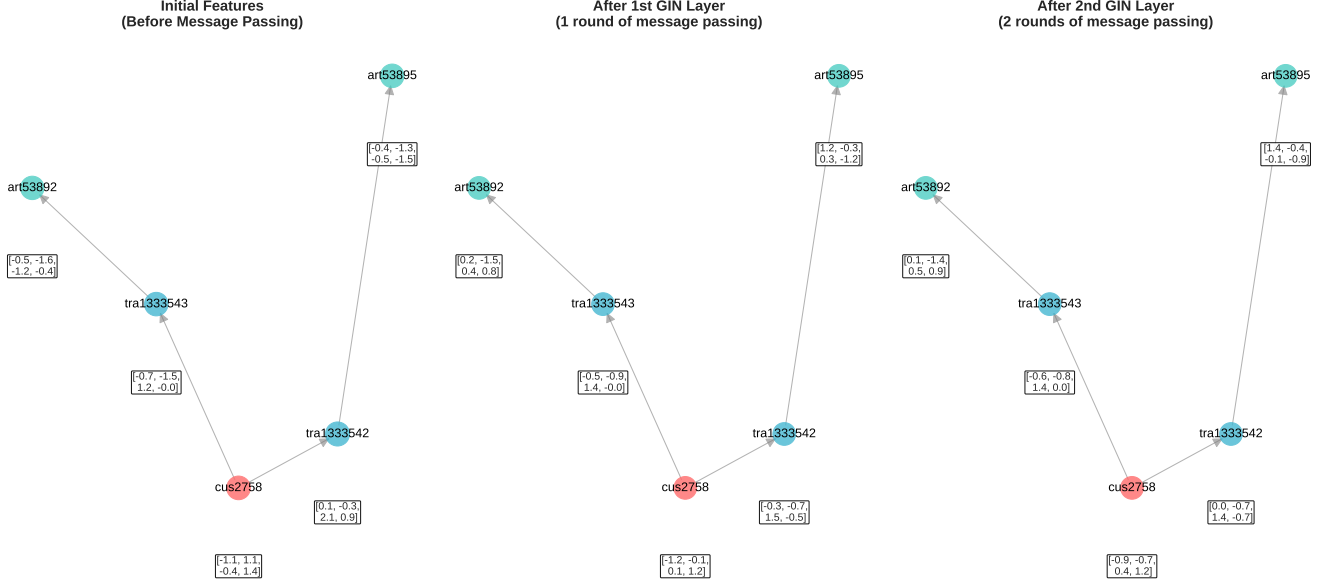 Initial Features
(Before Message Passing)
art53895
[-0.4, -1.3,
-0.5, -1.5]
art53892
[-0.5, -1.6,
-1.2, -0.4]
tra1333543
[-0.7, -1.5,
1.2, -0.0]
tra1333542
cus2758
[0.1, -0.3,
2.1, 0.9]
[-1.1, 1.1,
-0.4, 1.4]
After 1st GIN Layer
(1 round of message passing)
art53895
[1.2, -0.3,
0.3, -1.2]
art53892
[0.2, -1.5,
0.4, 0.8]
tra1333543
[-0.5, -0.9,
1.4, -0.0]
tra1333542
cus2758
[-0.3, -0.7,
1.5, -0.5]
[-1.2, -0.1,
0.1, 1.2]
After 2nd GIN Layer
(2 rounds of message passing)
art53895
[1.4, -0.4,
-0.1, -0.9]
art53892
[0.1, -1.4,
0.5, 0.9]
tra1333543
[-0.6, -0.8,
1.4, 0.0]
tra1333542
cus2758
[0.0, -0.7,
1.4, -0.7]
[-0.9, -0.7,
0.4, 1.2]